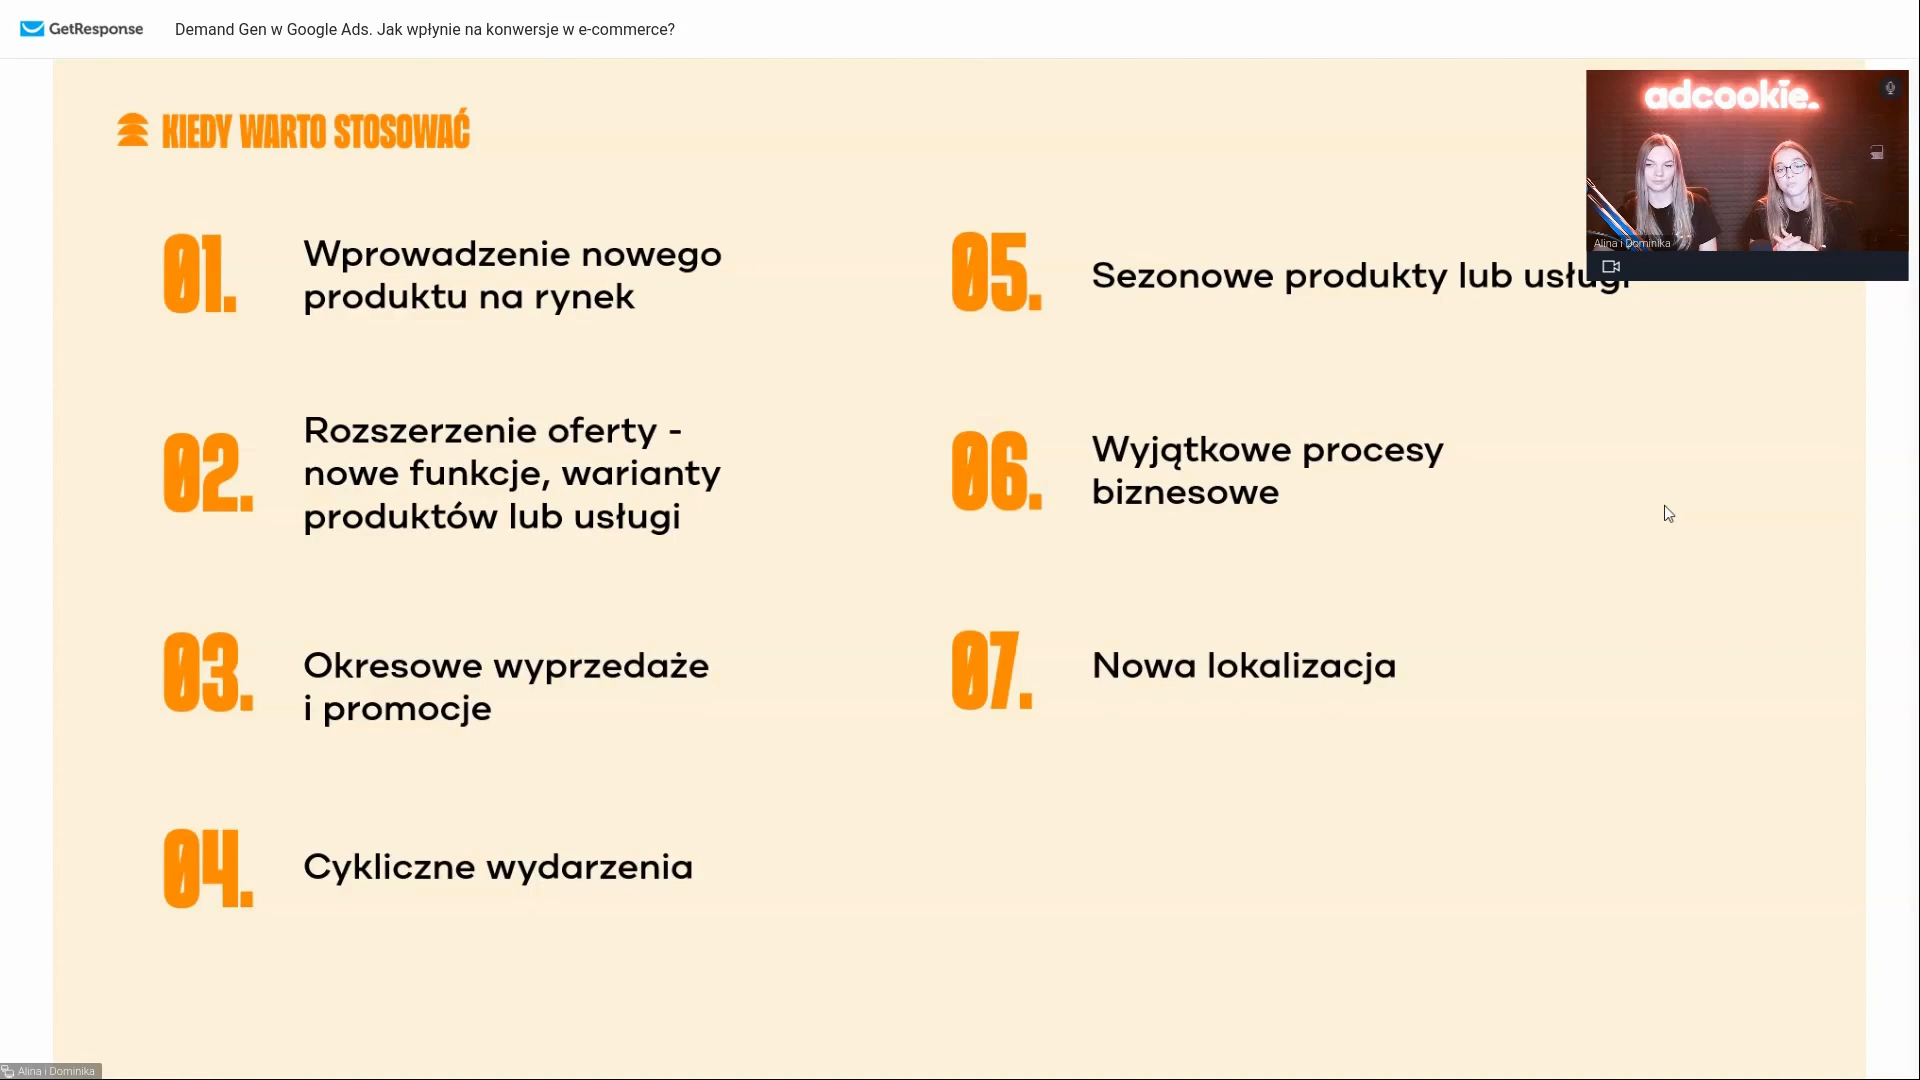 GetResponse
Demand Gen w Google Ads. Jak wpłynie na konwersje w e-commerce?
KIEDY WARTO STOSOWAĆ
01.
Wprowadzenie nowego
produktu na rynek
02.
Rozszerzenie oferty -
nowe funkcje, warianty
produktów lub usługi
03.
Okresowe wyprzedaże
i promocje
04.
Cykliczne wydarzenia
05.
Sezonowe produkty lub usługi
06.
Wyjątkowe procesy
biznesowe
07.
Nowa lokalizacja
adcookie.
Alina i Dominika
Alina i Dominika